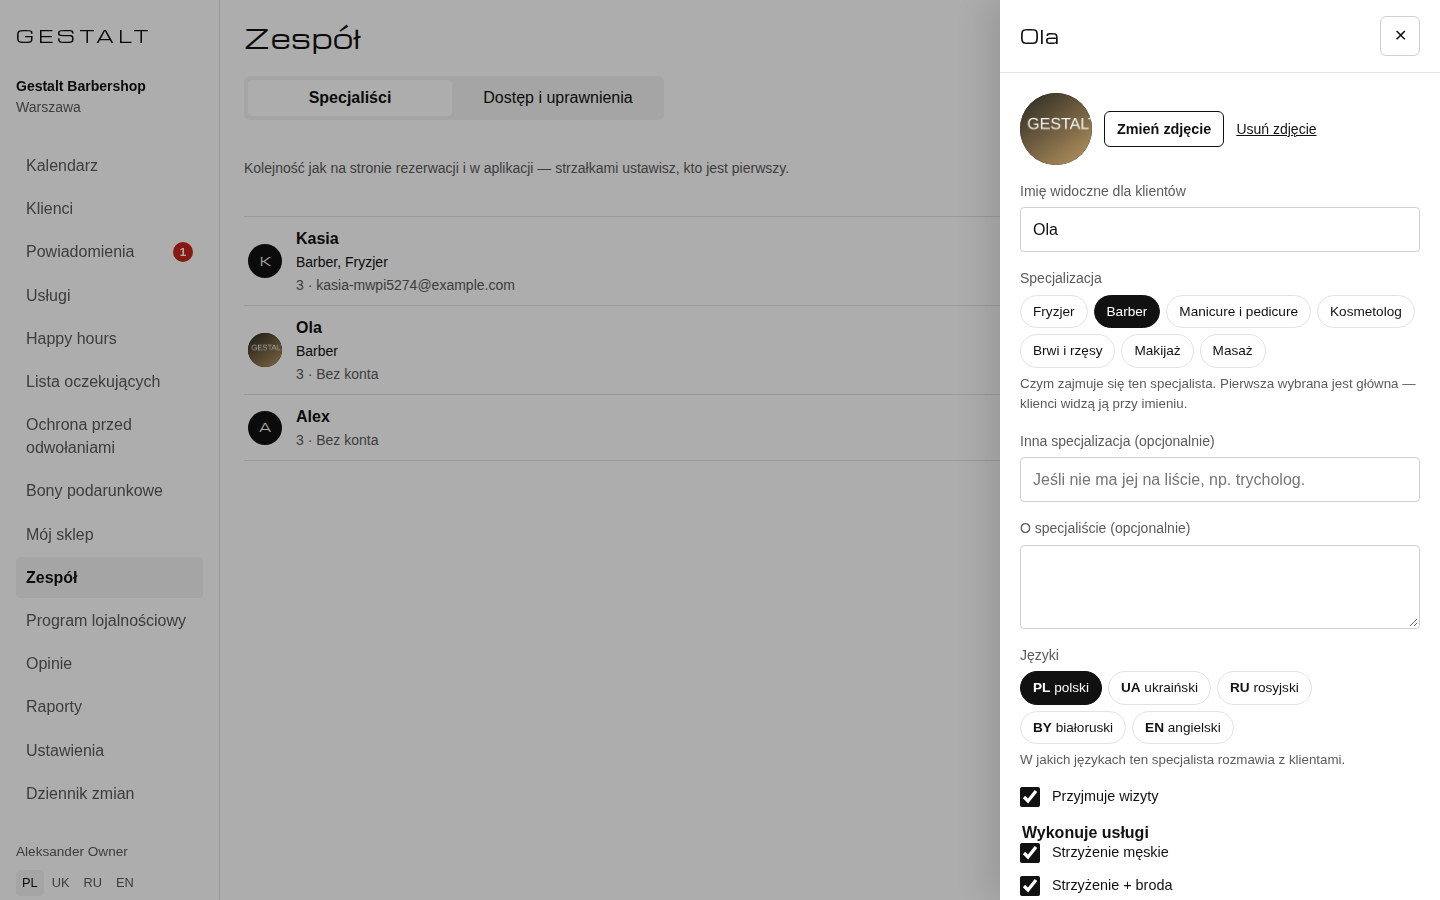 GESTALT
Gestalt Barbershop
Warszawa
Kalendarz
Klienci
Powiadomienia 1
Usługi
Happy hours
Lista oczekujących
Ochrona przed
odwołaniami
Bony podarunkowe
Mój sklep
Zespół
Program lojalnościowy
Opinie
Raporty
Ustawienia
Dziennik zmian
Aleksander Owner
PL UK RU EN
Zespół
Specjaliści Dostęp i uprawnienia
Kolejność jak na stronie rezerwacji i w aplikacji — strzałkami ustawisz, kto jest pierwszy.
K
Kasia
Barber, Fryzjer
3 · kasia-mwpi5274@example.com
GESTAL
Ola
Barber
3 · Bez konta
A
Alex
3 · Bez konta
Ola ✕
GESTALT
Zmień zdjęcie Usuń zdjęcie
Imię widoczne dla klientów
Ola
Specjalizacja
Fryzjer Barber Manicure i pedicure Kosmetolog
Brwi i rzęsy Makijaż Masaż
Czym zajmuje się ten specjalista. Pierwsza wybrana jest główna —
klienci widzą ją przy imieniu.
Inna specjalizacja (opcjonalnie)
Jeśli nie ma jej na liście, np. trycholog.
O specjaliście (opcjonalnie)
Języki
PL polski UA ukraiński RU rosyjski
BY białoruski EN angielski
W jakich językach ten specjalista rozmawia z klientami.
Przyjmuje wizyty
Wykonuje usługi
Strzyżenie męskie
Strzyżenie + broda